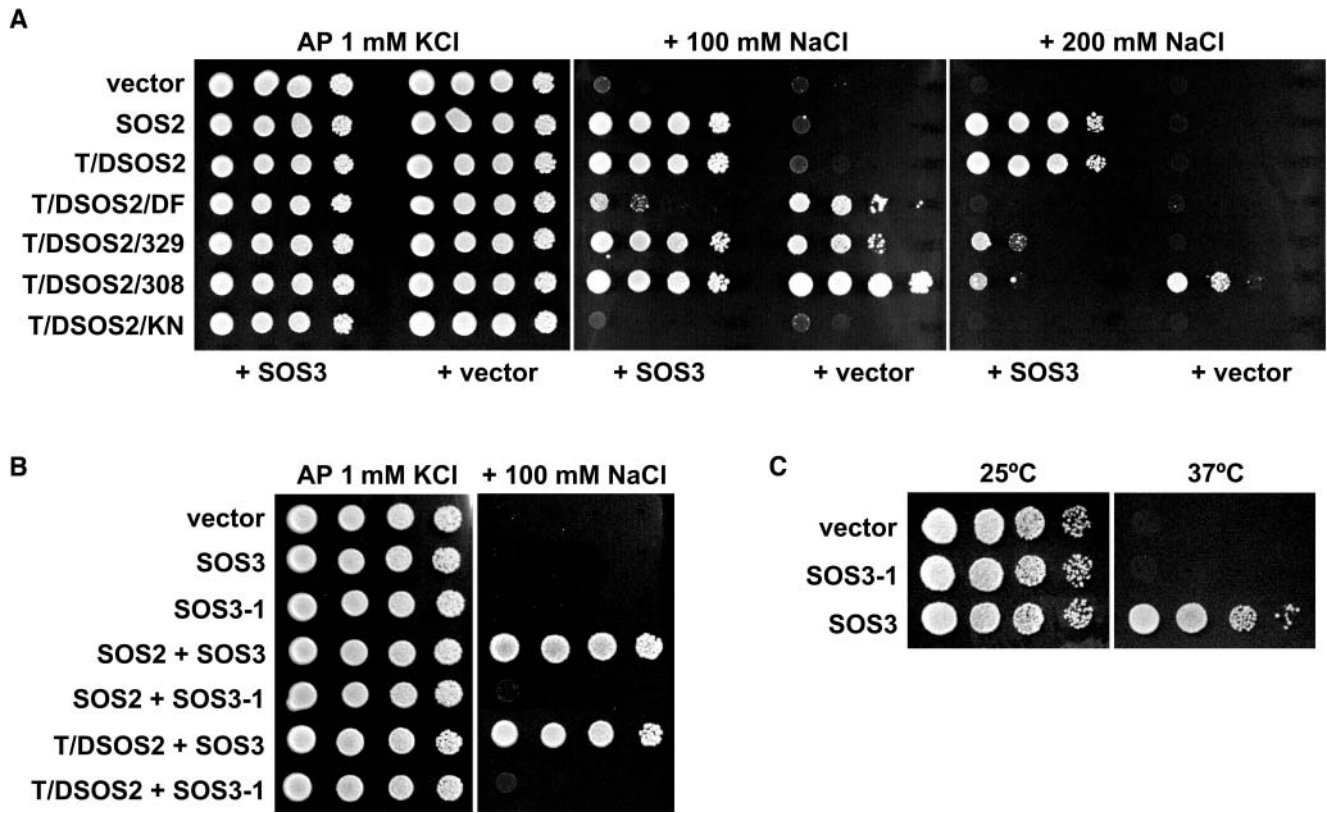 A
AP 1 mM KCl + 100 mM NaCl + 200 mM NaCl
vector
SOS2
T/DSOS2
T/DSOS2/DF
T/DSOS2/329
T/DSOS2/308
T/DSOS2/KN
+ SOS3 + vector + SOS3 + vector + SOS3 + vector
B
AP 1 mM KCl + 100 mM NaCl
vector
SOS3
SOS3-1
SOS2 + SOS3
SOS2 + SOS3-1
T/DSOS2 + SOS3
T/DSOS2 + SOS3-1
C
25ºC 37ºC
vector
SOS3-1
SOS3